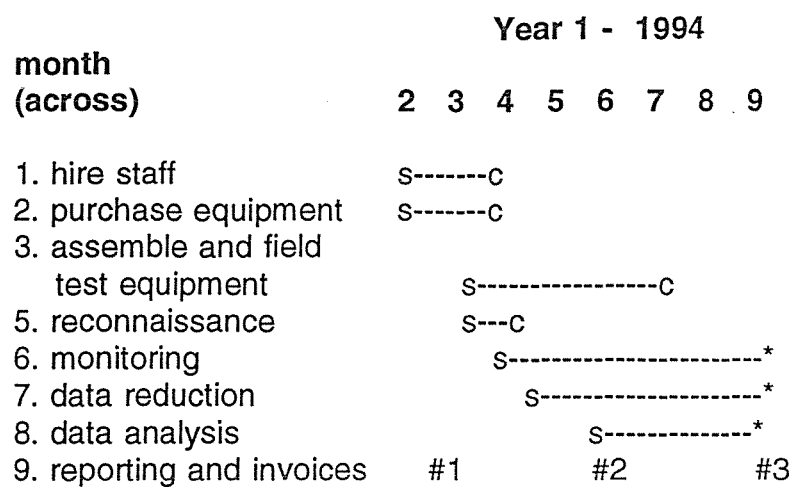 Year 1 - 1994
month
(across) 2 3 4 5 6 7 8 9
1. hire staff s-------c
2. purchase equipment s-------c
3. assemble and field
test equipment s-----------------c
5. reconnaissance s---c
6. monitoring s------------------------*
7. data reduction s---------------------*
8. data analysis s--------------*
9. reporting and invoices #1 #2 #3